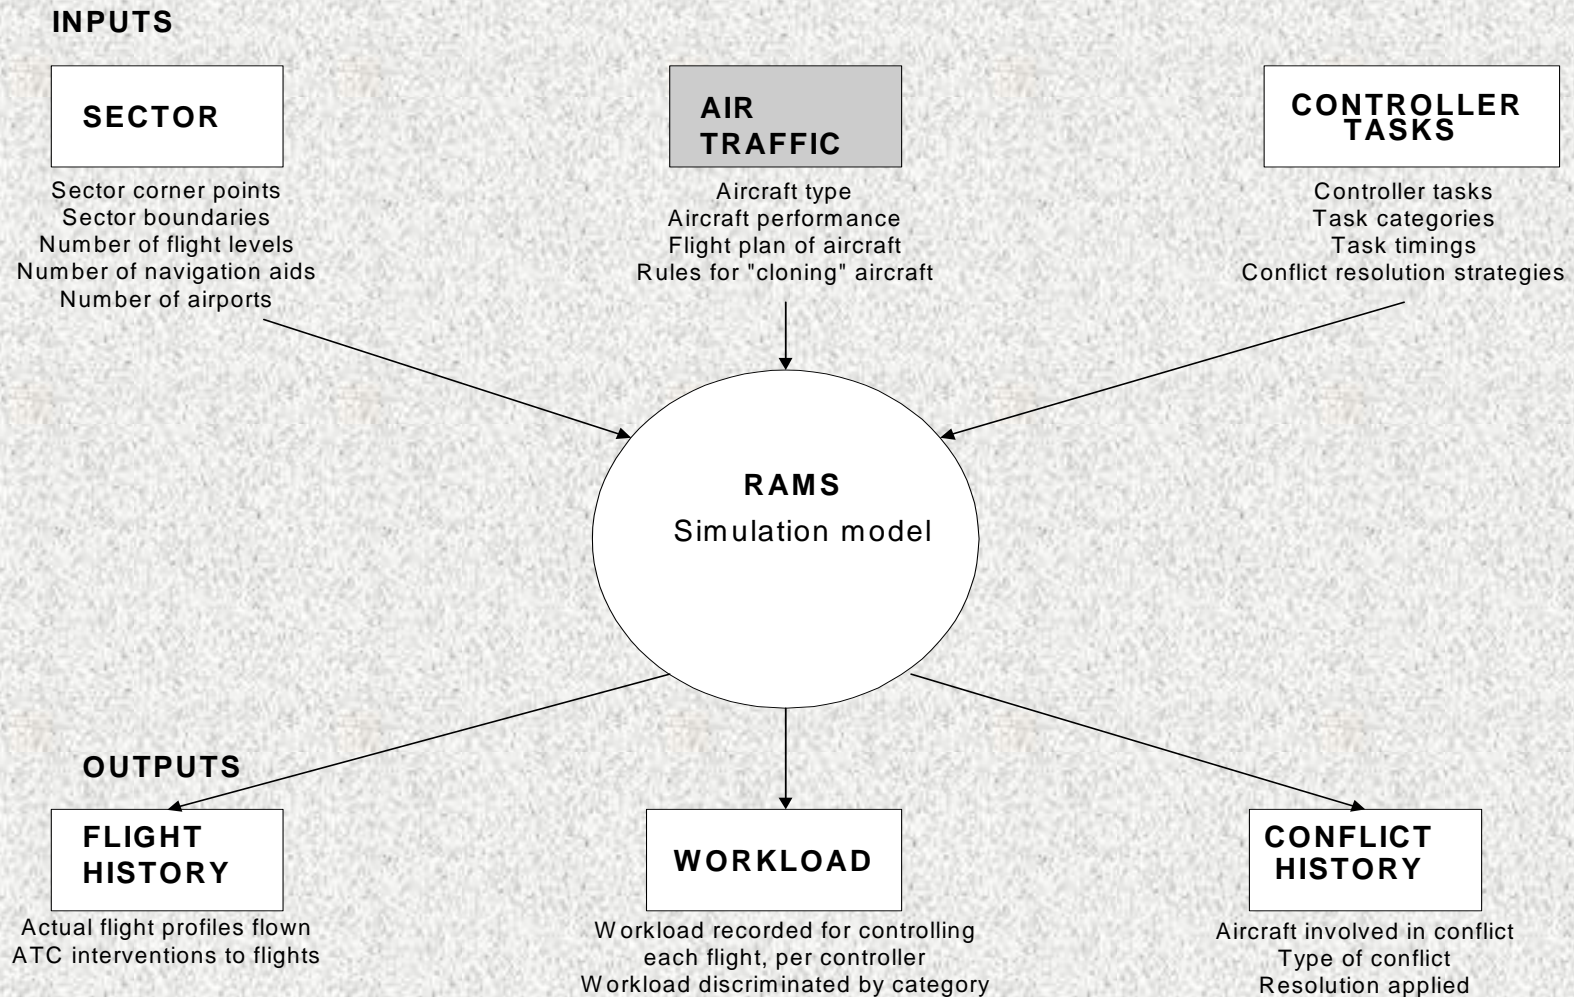 INPUTS
SECTOR
Sector corner points
Sector boundaries
Number of flight levels
Number of navigation aids
Number of airports
AIR
TRAFFIC
Aircraft type
Aircraft performance
Flight plan of aircraft
Rules for "cloning" aircraft
CONTROLLER
TASKS
Controller tasks
Task categories
Task timings
Conflict resolution strategies
RAMS
Simulation model
OUTPUTS
FLIGHT
HISTORY
Actual flight profiles flown
ATC interventions to flights
WORKLOAD
Workload recorded for controlling
each flight, per controller
Workload discriminated by category
CONFLICT
HISTORY
Aircraft involved in conflict
Type of conflict
Resolution applied